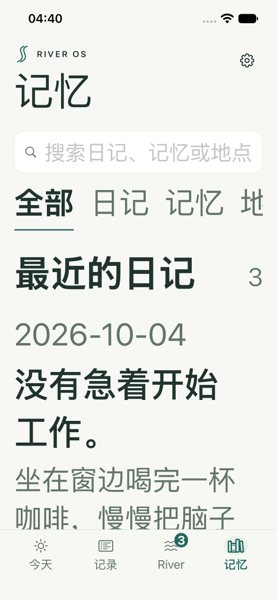 04:40
RIVER OS
记忆
搜索日记、记忆或地点
全部 日记 记忆 地
最近的日记 3
2026-10-04
没有急着开始
工作。
坐在窗边喝完一杯
咖啡，慢慢把脑子
3
今天 记录 River 记忆